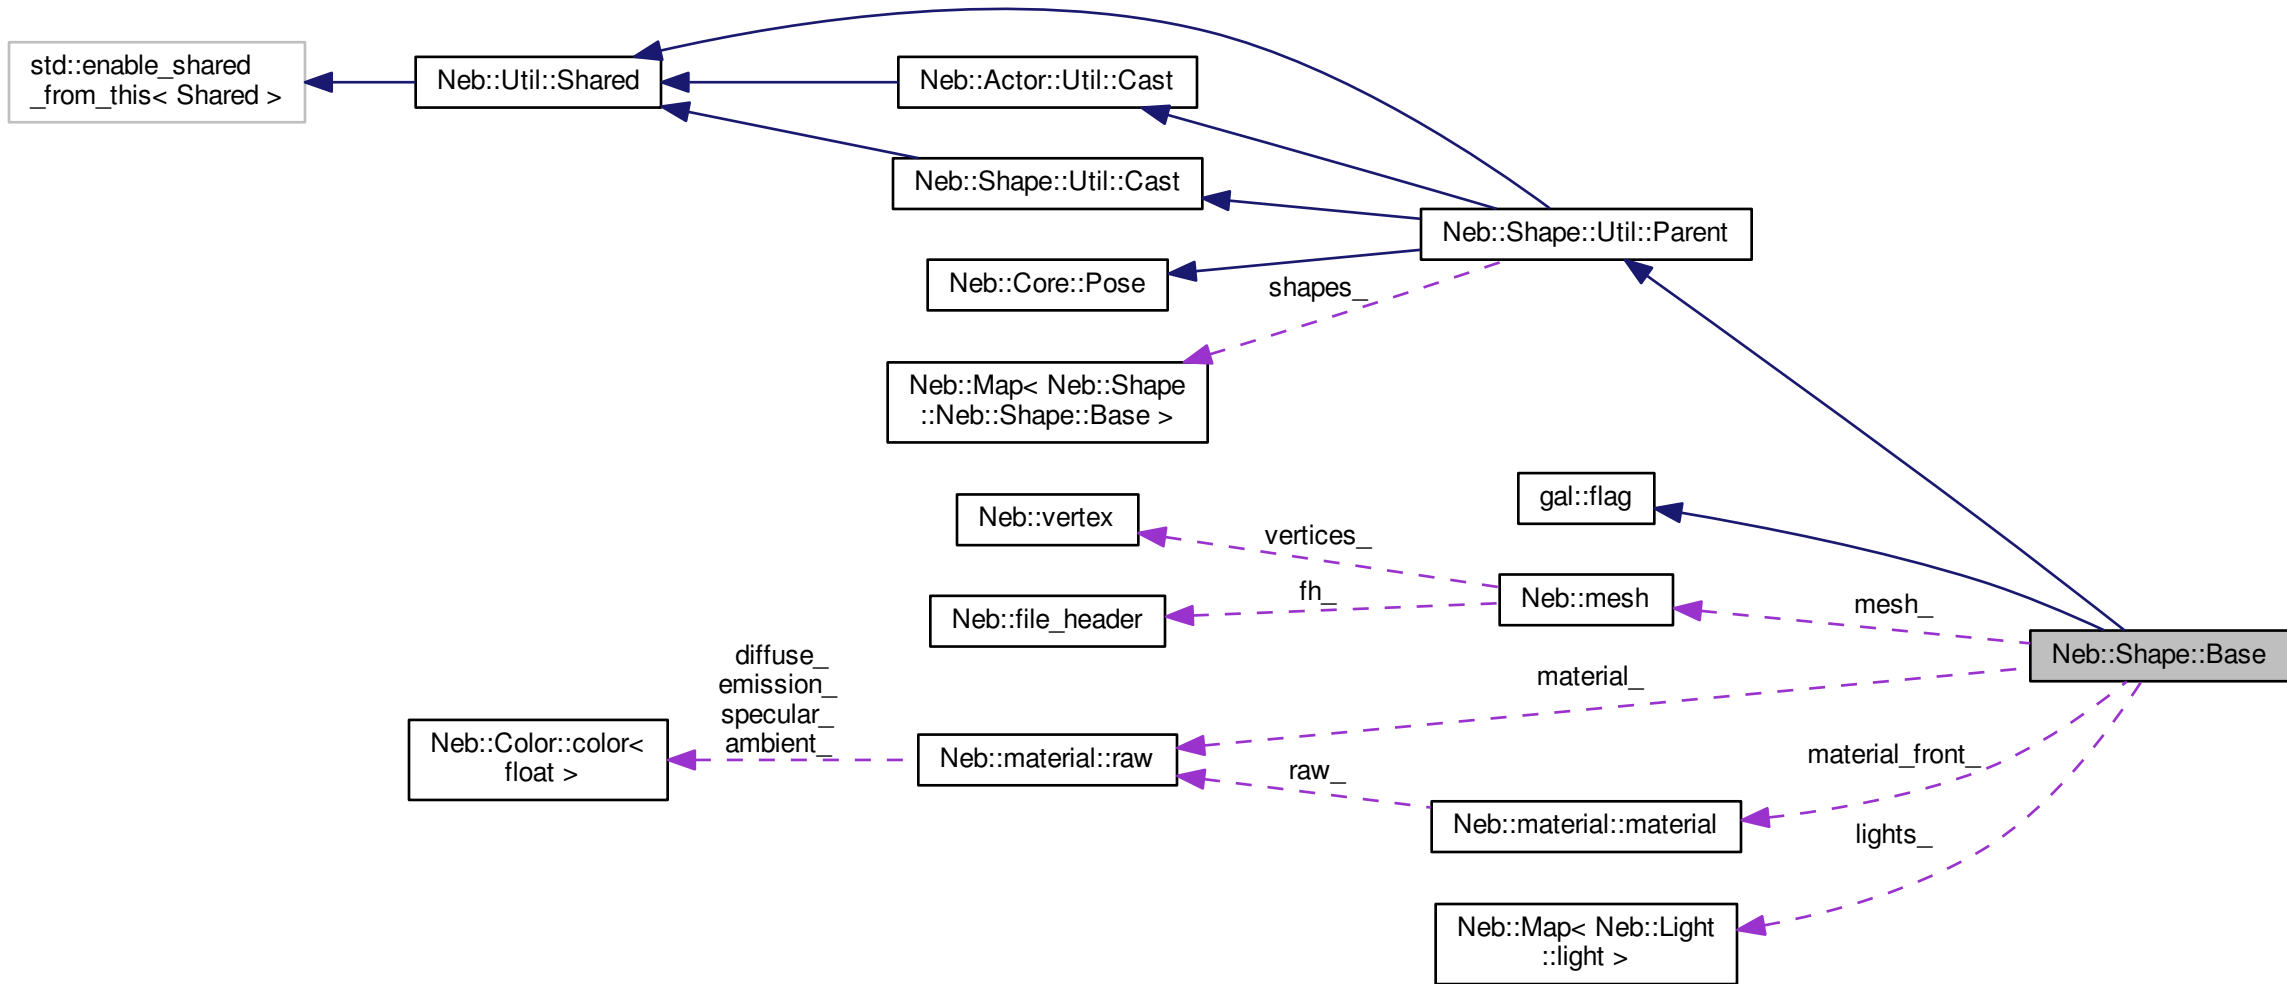 std::enable_shared
_from_this< Shared >
Neb::Util::Shared
Neb::Actor::Util::Cast
Neb::Shape::Util::Cast
Neb::Shape::Util::Parent
Neb::Core::Pose
shapes_
Neb::Map< Neb::Shape
::Neb::Shape::Base >
gal::flag
Neb::vertex
vertices_
fh_
Neb::mesh
Neb::file_header
mesh_
Neb::Shape::Base
diffuse_
emission_
specular_
ambient_
material_
Neb::Color::color<
float >
Neb::material::raw
raw_
material_front_
Neb::material::material
lights_
Neb::Map< Neb::Light
::light >